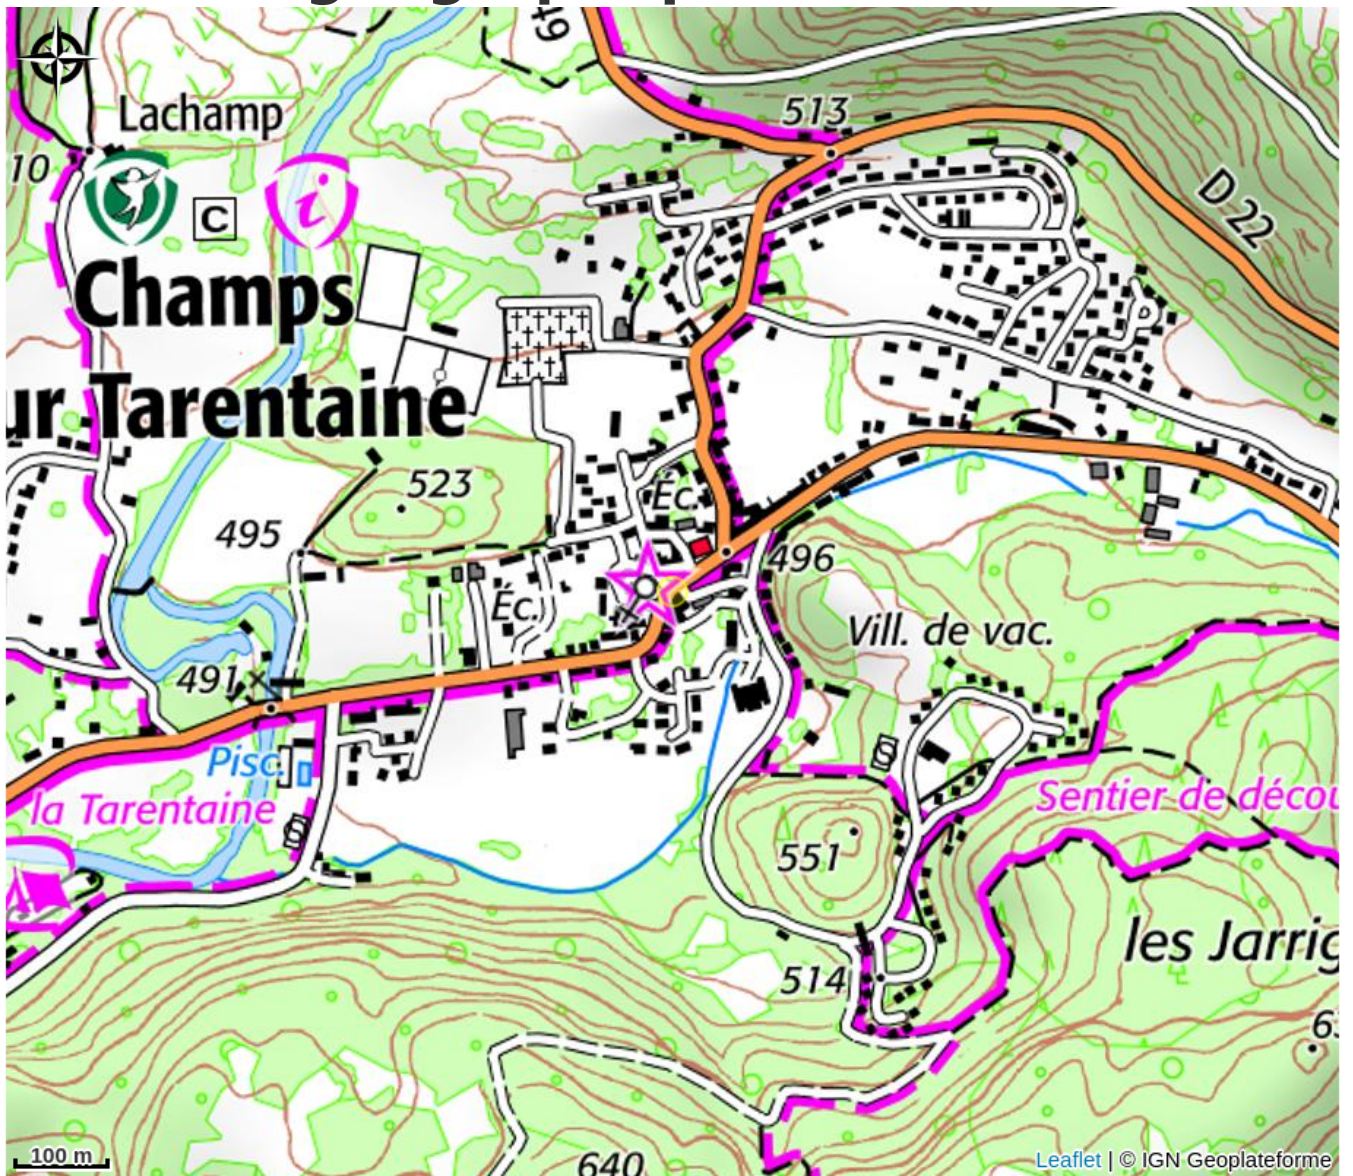 Lachamp
513
10
C
i
D 22
Champs
ur Tarentaine
523
Éc.
495
496
Éc.
Vill. de vac.
491
Pisc.
la Tarentaine
Sentier de décou
551
les Jarrig
514
640
100 m
Leaflet | © IGN Geoplateforme